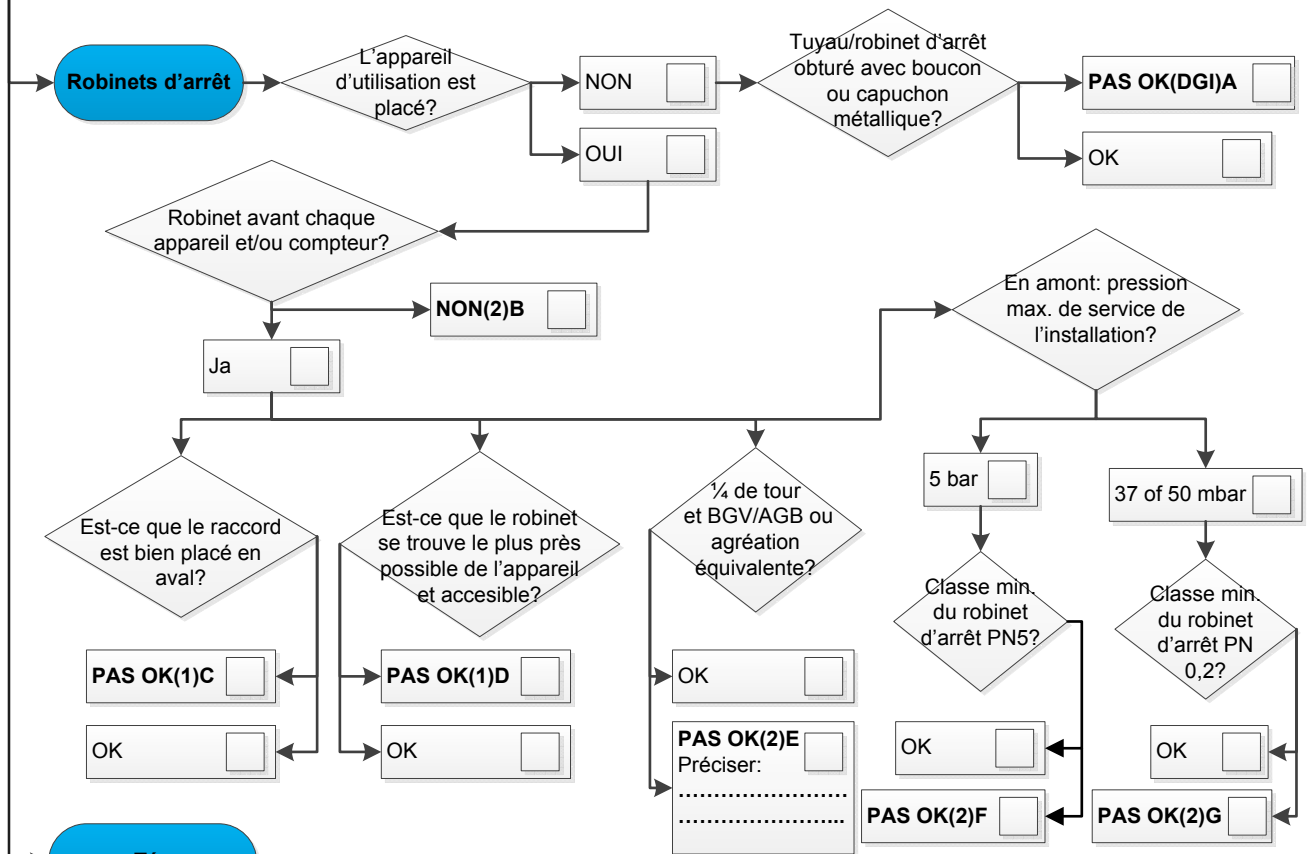 Robinets d'arrêt
L'appareil
d'utilisation est
placé?
NON
OUI
Tuyau/robinet d'arrêt
obturé avec boucon
ou capuchon
métallique?
PAS OK(DGI)A
OK
Robinet avant chaque
appareil et/ou compteur?
NON(2)B
Ja
En amont: pression
max. de service de
l'installation?
Est-ce que le raccord
est bien placé en
aval?
PAS OK(1)C
OK
Est-ce que le robinet
se trouve le plus près
possible de l'appareil
et accesible?
PAS OK(1)D
OK
¼ de tour
et BGV/AGB ou
agréation
équivalente?
OK
PAS OK(2)E
Préciser:
……………………
…………………...
5 bar
Classe min.
du robinet
d'arrêt PN5?
OK
PAS OK(2)F
37 of 50 mbar
Classe min.
du robinet
d'arrêt PN
0,2?
OK
PAS OK(2)G